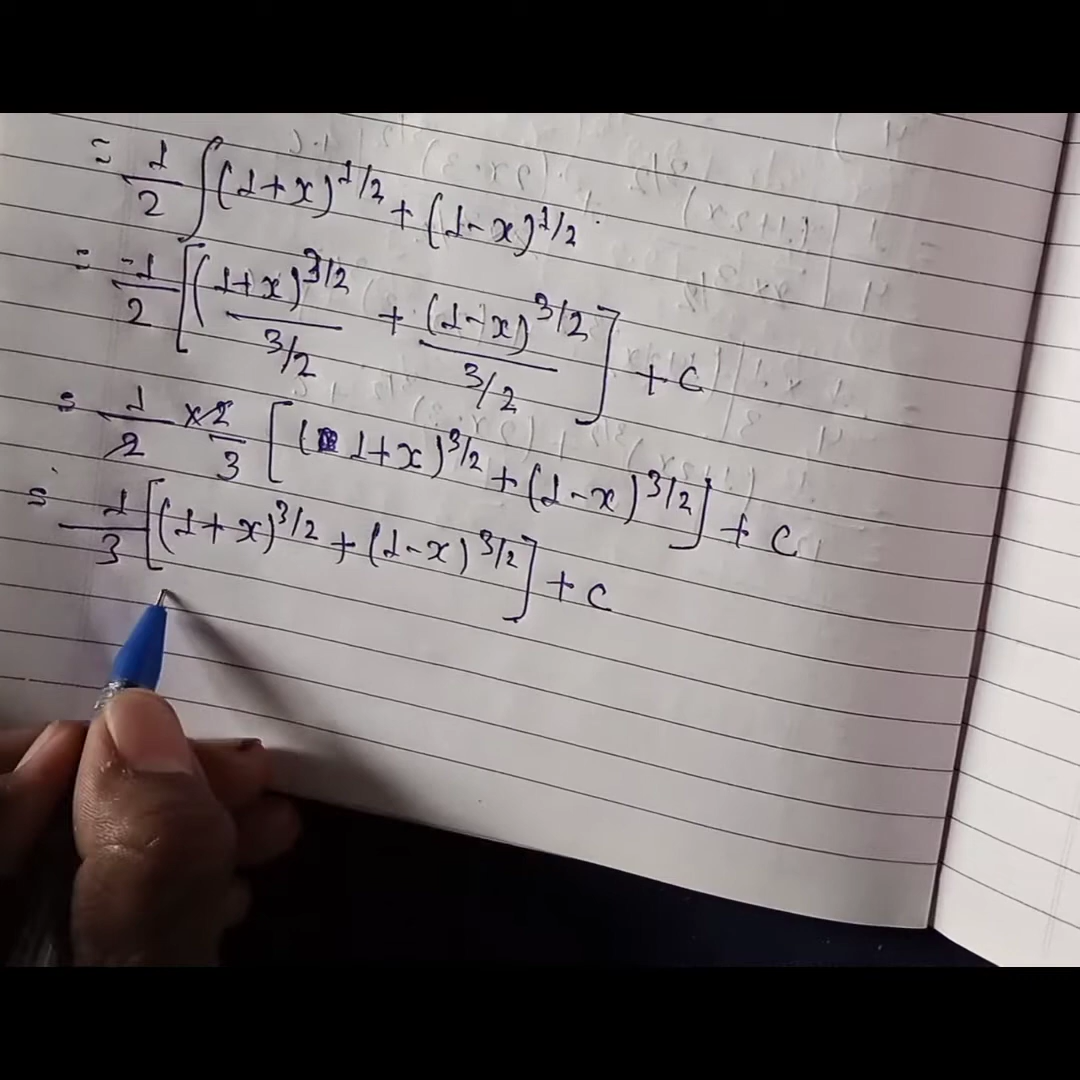 = 1/2 ∫(1+x)^1/2 + (1-x)^1/2
= -1/2 [(1+x)^3/2 / 3/2 + (1-x)^3/2 / 3/2] + c
= 1/2 × 2/3 [(1+x)^3/2 + (1-x)^3/2] + c
= 1/3 [(1+x)^3/2 + (1-x)^3/2] + c